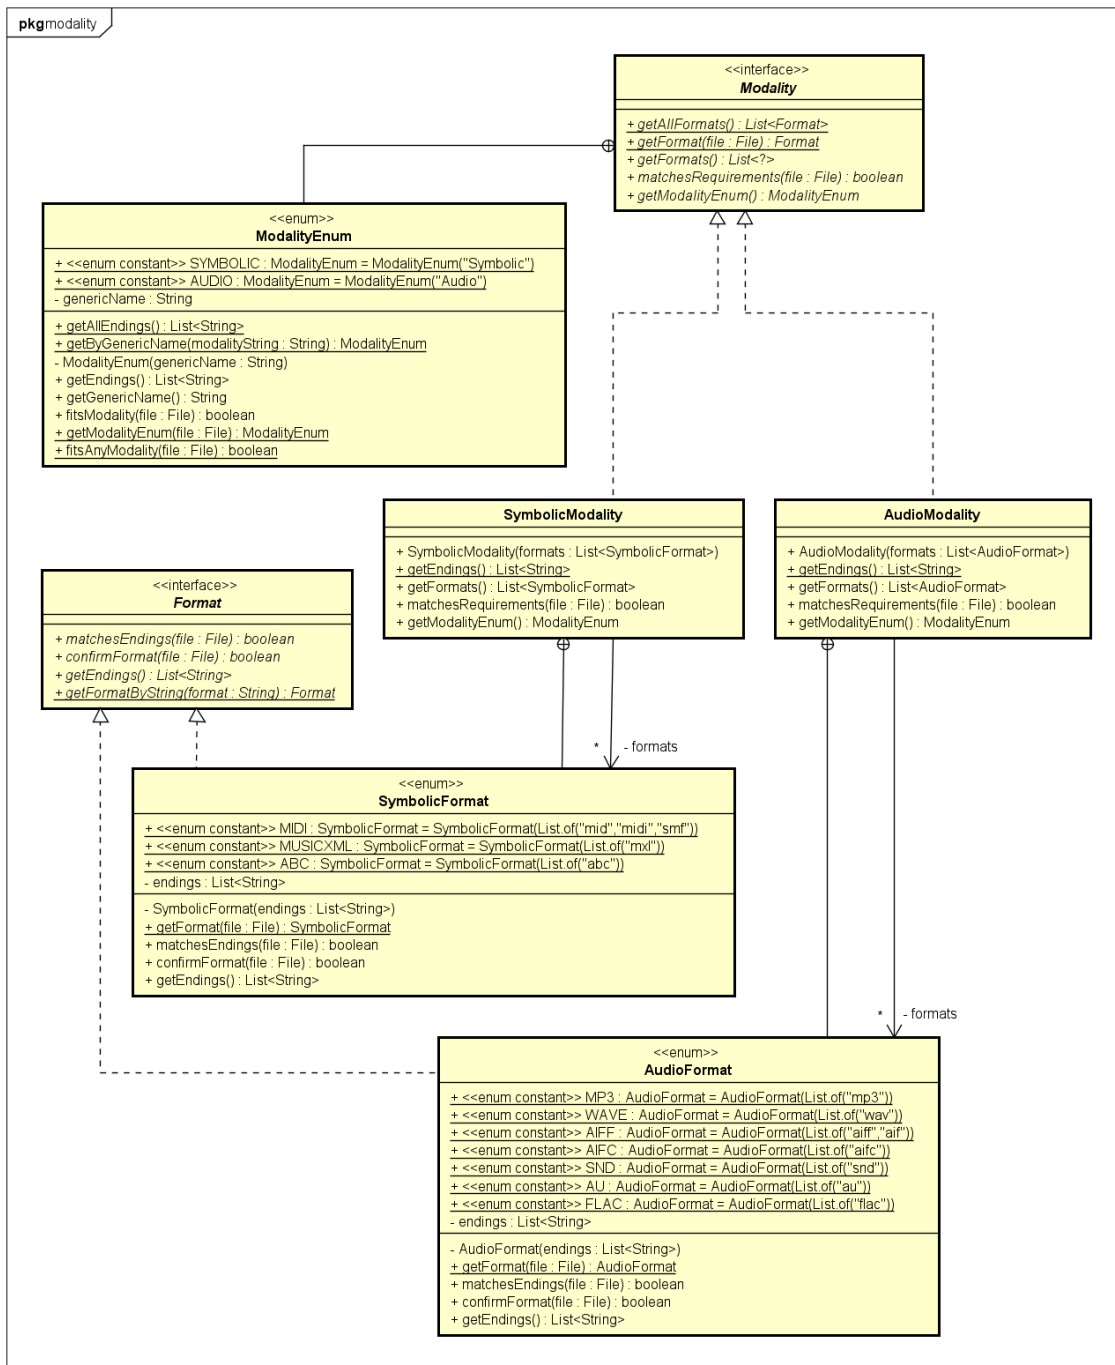 pkg modality
<<interface>>
Modality
+ getAllFormats() : List<Format>
+ getFormat(file : File) : Format
+ getFormats() : List<?>
+ matchesRequirements(file : File) : boolean
+ getModalityEnum() : ModalityEnum
<<enum>>
ModalityEnum
+ <<enum constant>> SYMBOLIC : ModalityEnum = ModalityEnum("Symbolic")
+ <<enum constant>> AUDIO : ModalityEnum = ModalityEnum("Audio")
- genericName : String
+ getAllEndings() : List<String>
+ getByGenericName(modalityString : String) : ModalityEnum
- ModalityEnum(genericName : String)
+ getEndings() : List<String>
+ getGenericName() : String
+ fitsModality(file : File) : boolean
+ getModalityEnum(file : File) : ModalityEnum
+ fitsAnyModality(file : File) : boolean
SymbolicModality
+ SymbolicModality(formats : List<SymbolicFormat>)
+ getEndings() : List<String>
+ getFormats() : List<SymbolicFormat>
+ matchesRequirements(file : File) : boolean
+ getModalityEnum() : ModalityEnum
AudioModality
+ AudioModality(formats : List<AudioFormat>)
+ getEndings() : List<String>
+ getFormats() : List<AudioFormat>
+ matchesRequirements(file : File) : boolean
+ getModalityEnum() : ModalityEnum
<<interface>>
Format
+ matchesEndings(file : File) : boolean
+ confirmFormat(file : File) : boolean
+ getEndings() : List<String>
+ getFormatByString(format : String) : Format
* - formats
<<enum>>
SymbolicFormat
+ <<enum constant>> MIDI : SymbolicFormat = SymbolicFormat(List.of("mid","midi","smf"))
+ <<enum constant>> MUSICXML : SymbolicFormat = SymbolicFormat(List.of("mxl"))
+ <<enum constant>> ABC : SymbolicFormat = SymbolicFormat(List.of("abc"))
- endings : List<String>
- SymbolicFormat(endings : List<String>)
+ getFormat(file : File) : SymbolicFormat
+ matchesEndings(file : File) : boolean
+ confirmFormat(file : File) : boolean
+ getEndings() : List<String>
* - formats
<<enum>>
AudioFormat
+ <<enum constant>> MP3 : AudioFormat = AudioFormat(List.of("mp3"))
+ <<enum constant>> WAVE : AudioFormat = AudioFormat(List.of("wav"))
+ <<enum constant>> AIFF : AudioFormat = AudioFormat(List.of("aiff","aif"))
+ <<enum constant>> AIFC : AudioFormat = AudioFormat(List.of("aifc"))
+ <<enum constant>> SND : AudioFormat = AudioFormat(List.of("snd"))
+ <<enum constant>> AU : AudioFormat = AudioFormat(List.of("au"))
+ <<enum constant>> FLAC : AudioFormat = AudioFormat(List.of("flac"))
- endings : List<String>
- AudioFormat(endings : List<String>)
+ getFormat(file : File) : AudioFormat
+ matchesEndings(file : File) : boolean
+ confirmFormat(file : File) : boolean
+ getEndings() : List<String>